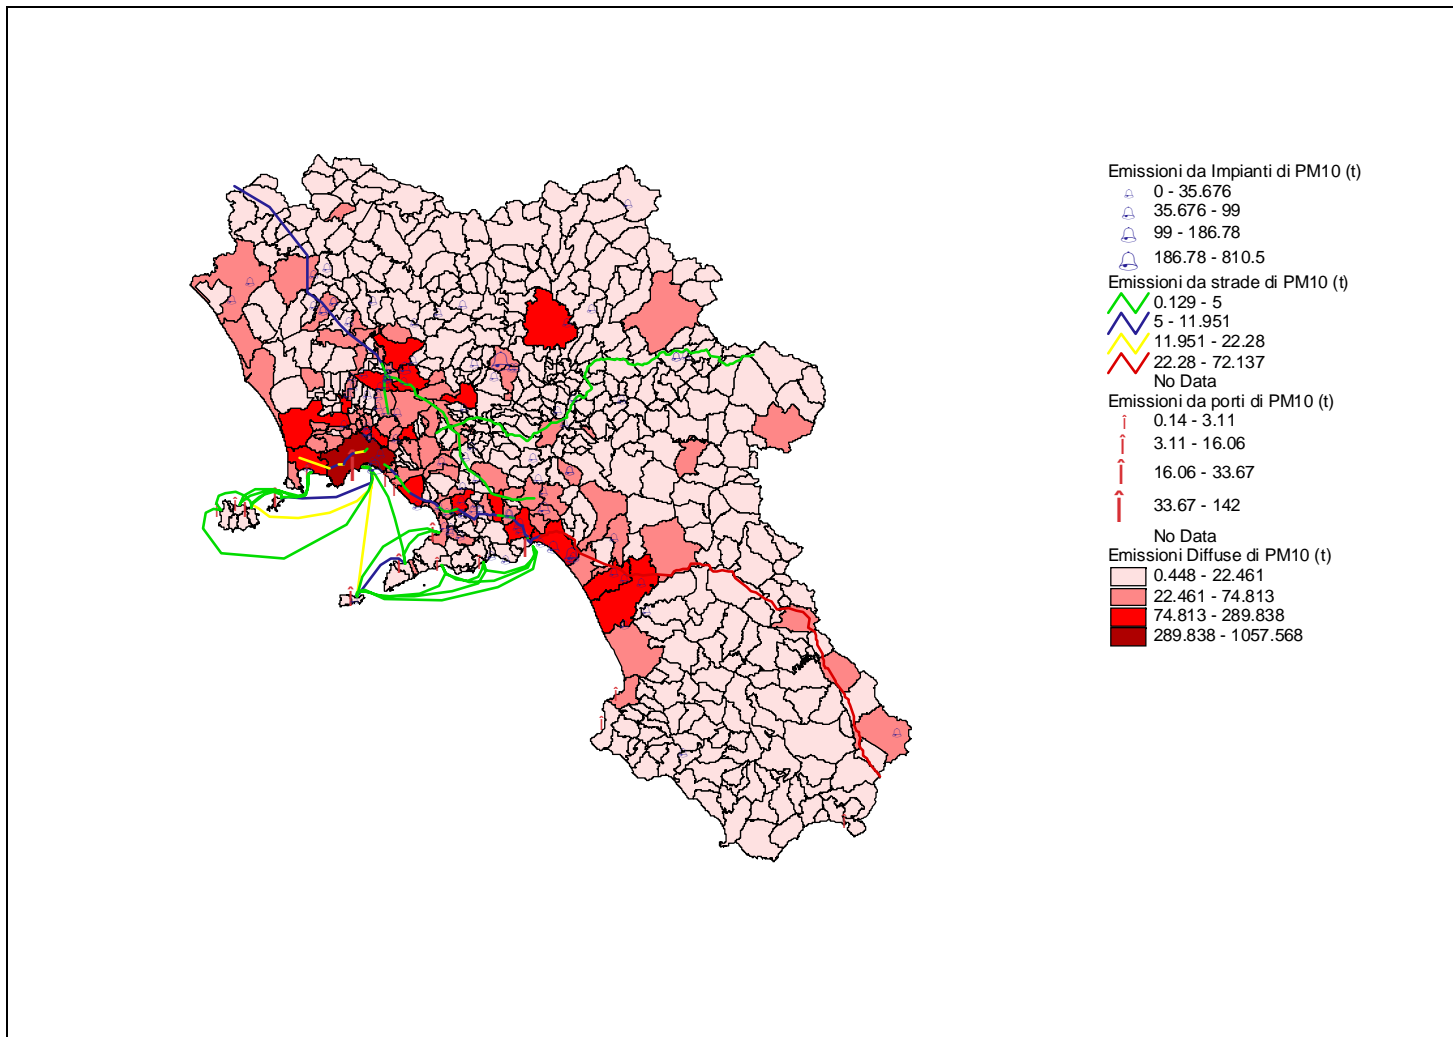 Emissioni da Impianti di PM10 (t)
0 - 35.676
35.676 - 99
99 - 186.78
186.78 - 810.5
Emissioni da strade di PM10 (t)
0.129 - 5
5 - 11.951
11.951 - 22.28
22.28 - 72.137
No Data
Emissioni da porti di PM10 (t)
0.14 - 3.11
3.11 - 16.06
16.06 - 33.67
33.67 - 142
No Data
Emissioni Diffuse di PM10 (t)
0.448 - 22.461
22.461 - 74.813
74.813 - 289.838
289.838 - 1057.568